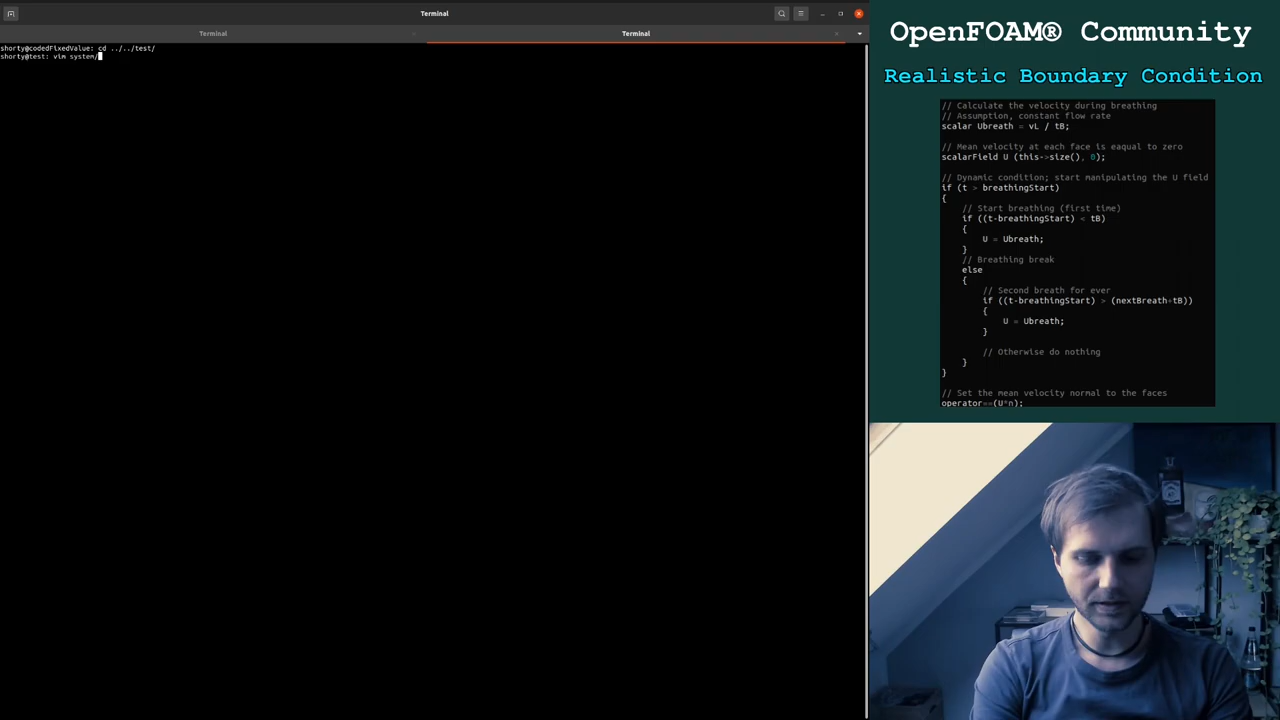 Terminal
Terminal
Terminal
shorty@codedFixedValue: cd ../../test/
shorty@test: vim system/
OpenFOAM® Community
Realistic Boundary Condition
// Calculate the velocity during breathing
// Assumption, constant flow rate
scalar Ubreath = vL / tB;
// Mean velocity at each face is eaqual to zero
scalarField U (this->size(), 0);
// Dynamic condition; start manipulating the U field
if (t > breathingStart)
{
// Start breathing (first time)
if ((t-breathingStart) < tB)
{
U = Ubreath;
}
// Breathing break
else
{
// Second breath for ever
if ((t-breathingStart) > (nextBreath+tB))
{
U = Ubreath;
}
// Otherwise do nothing
}
}
// Set the mean velocity normal to the faces
operator==(U*n);